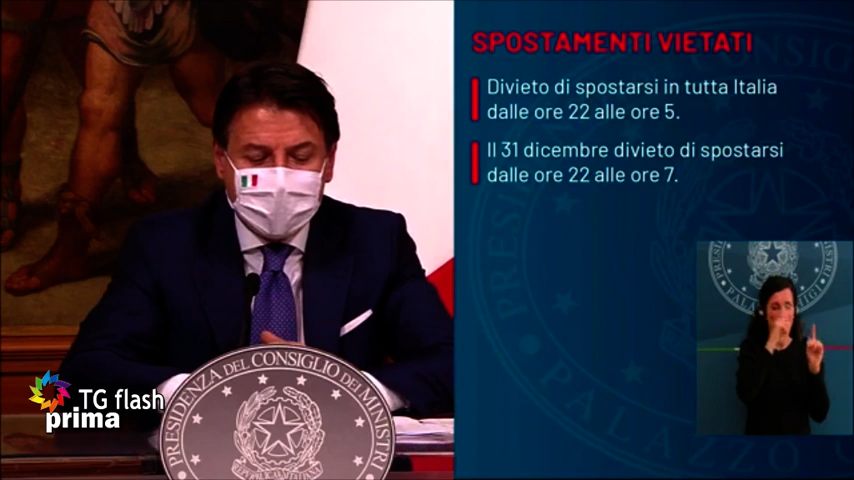 SPOSTAMENTI VIETATI
Divieto di spostarsi in tutta Italia
dalle ore 22 alle ore 5.
Il 31 dicembre divieto di spostarsi
dalle ore 22 alle ore 7.
TG flash
prima
PRESIDENZA DEL CONSIGLIO DEI MINISTRI